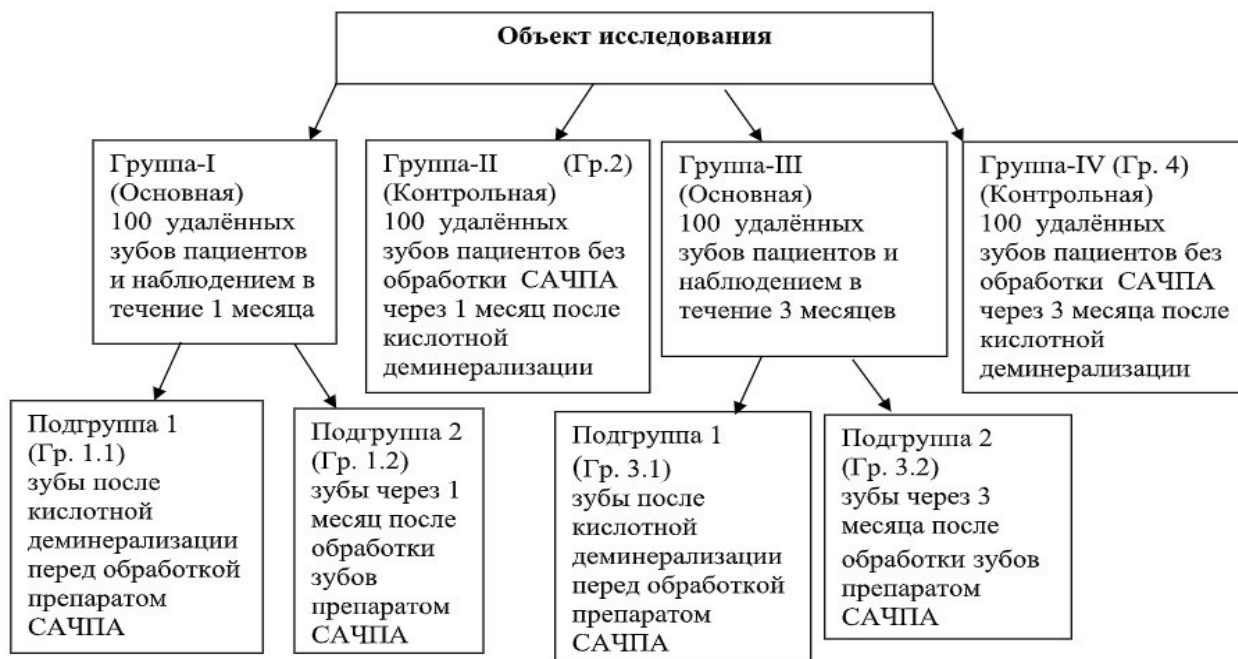 Объект исследования
Группа-I
(Основная)
100 удалённых
зубов пациентов
и наблюдением в
течение 1 месяца
Группа-II (Гр.2)
(Контрольная)
100 удалённых
зубов пациентов без
обработки САЧПА
через 1 месяц после
кислотной
деминерализации
Группа-III
(Основная)
100 удалённых
зубов пациентов и
наблюдением в
течение 3 месяцев
Группа-IV (Гр. 4)
(Контрольная)
100 удалённых
зубов пациентов без
обработки САЧПА
через 3 месяца после
кислотной
деминерализации
Подгруппа 1
(Гр. 1.1)
зубы после
кислотной
деминерализации
перед обработкой
препаратом
САЧПА
Подгруппа 2
(Гр. 1.2)
зубы через 1
месяц после
обработки
зубов
препаратом
САЧПА
Подгруппа 1
(Гр. 3.1)
зубы после
кислотной
деминерализации
перед обработкой
препаратом
САЧПА
Подгруппа 2
(Гр. 3.2)
зубы через 3
месяца после
обработки зубов
препаратом
САЧПА